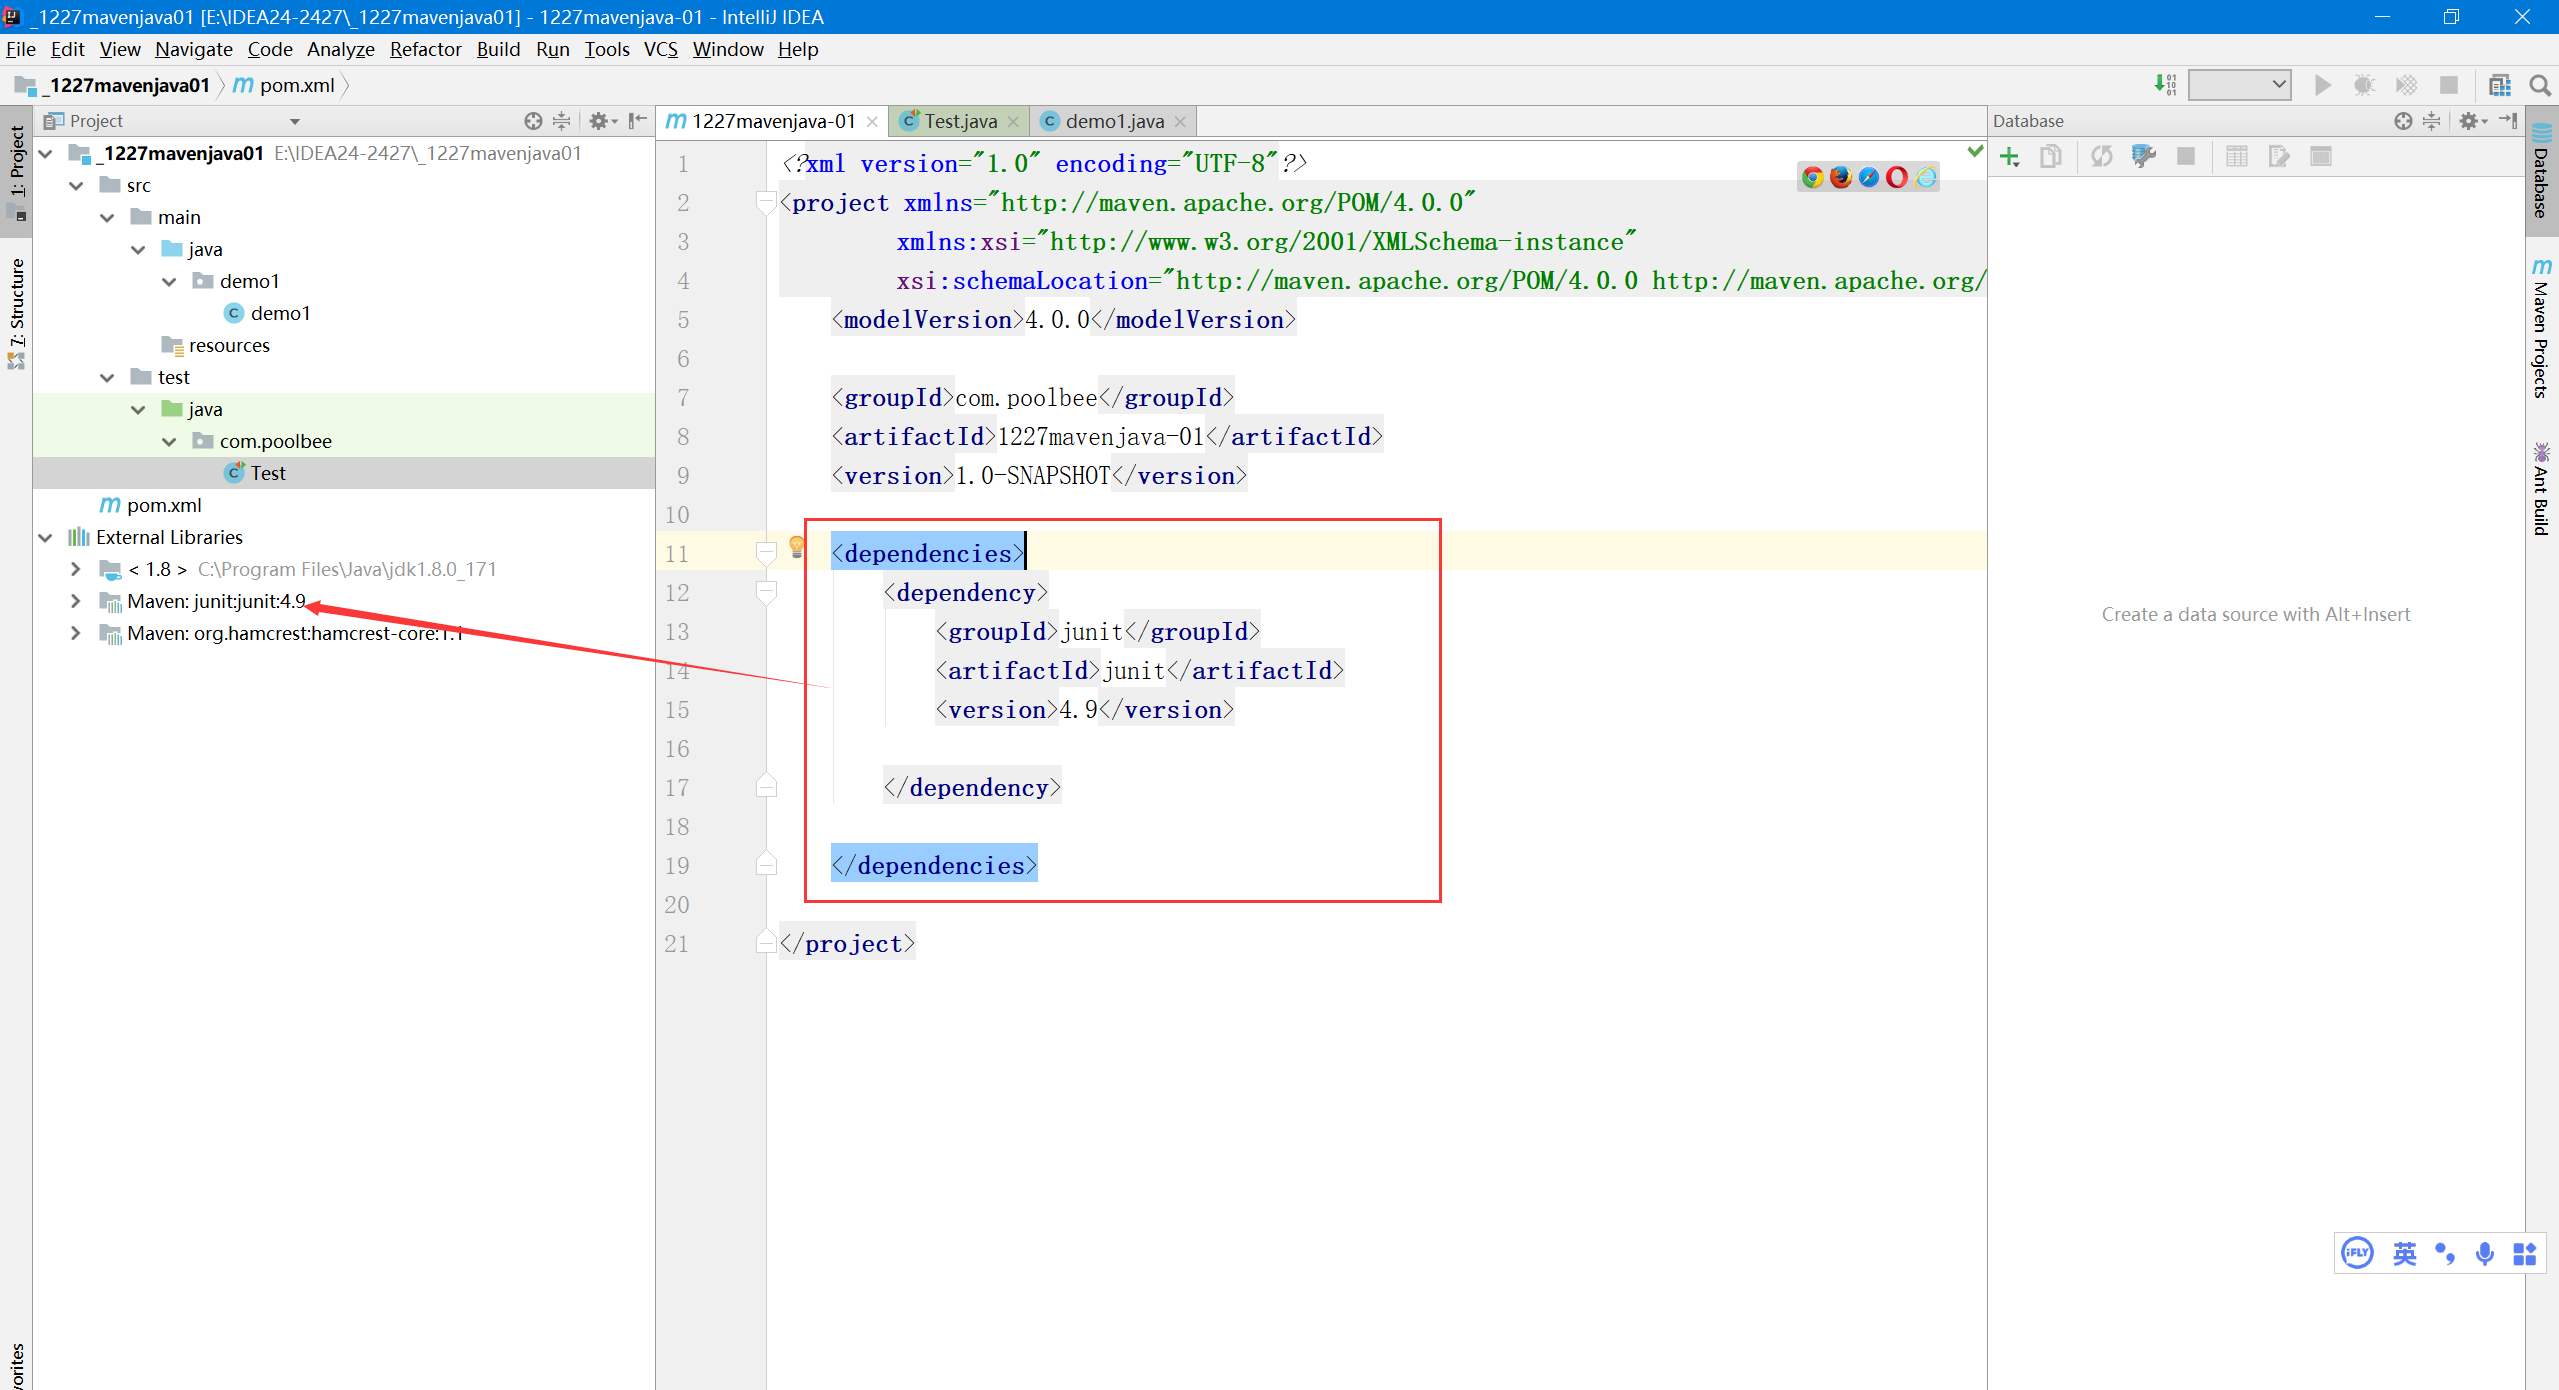 _1227mavenjava01 [E:\IDEA24-2427\_1227mavenjava01] - 1227mavenjava-01 - IntelliJ IDEA
File Edit View Navigate Code Analyze Refactor Build Run Tools VCS Window Help
_1227mavenjava01 pom.xml
Project
1227mavenjava-01 Test.java demo1.java
Database
1: Project
7: Structure
vorites
_1227mavenjava01 E:\IDEA24-2427\_1227mavenjava01
src
main
java
demo1
demo1
resources
test
java
com.poolbee
Test
pom.xml
External Libraries
< 1.8 > C:\Program Files\Java\jdk1.8.0_171
Maven: junit:junit:4.9
Maven: org.hamcrest:hamcrest-core:1.1
1 <?xml version="1.0" encoding="UTF-8"?>
2 <project xmlns="http://maven.apache.org/POM/4.0.0"
3 xmlns:xsi="http://www.w3.org/2001/XMLSchema-instance"
4 xsi:schemaLocation="http://maven.apache.org/POM/4.0.0 http://maven.apache.org/
5 <modelVersion>4.0.0</modelVersion>
6
7 <groupId>com.poolbee</groupId>
8 <artifactId>1227mavenjava-01</artifactId>
9 <version>1.0-SNAPSHOT</version>
10
11 <dependencies>
12 <dependency>
13 <groupId>junit</groupId>
14 <artifactId>junit</artifactId>
15 <version>4.9</version>
16
17 </dependency>
18
19 </dependencies>
20
21 </project>
Create a data source with Alt+Insert
Database
Maven Projects
Ant Build
iFLY 英